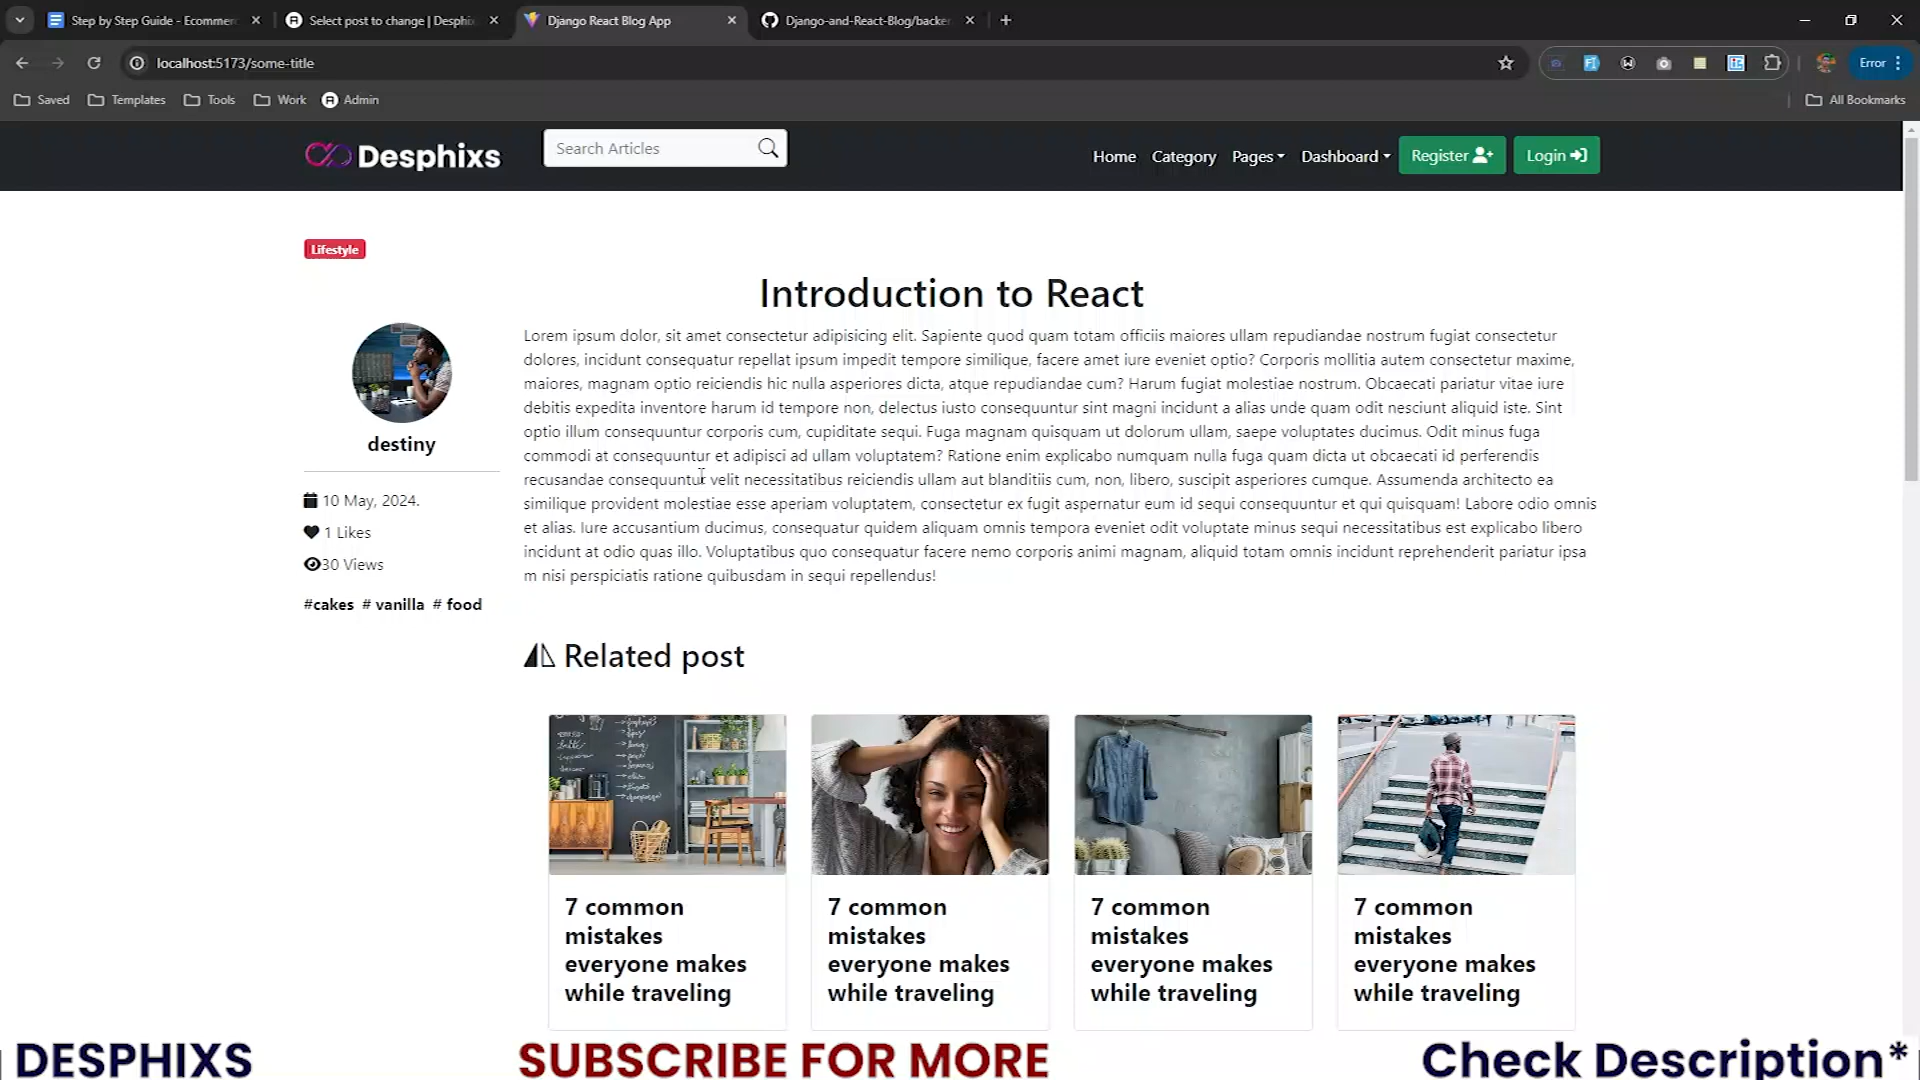 Step by Step Guide - Ecommer
Select post to change | Desphix
Django React Blog App
Django-and-React-Blog/backe
localhost:5173/some-title
Error
Saved
Templates
Tools
Work
Admin
All Bookmarks
Desphixs
Search Articles
Home
Category
Pages
Dashboard
Register
Login
Lifestyle
Introduction to React
Lorem ipsum dolor, sit amet consectetur adipisicing elit. Sapiente quod quam totam officiis maiores ullam repudiandae nostrum fugiat consectetur
dolores, incidunt consequatur repellat ipsum impedit tempore similique, facere amet iure eveniet optio? Corporis mollitia autem consectetur maxime,
maiores, magnam optio reiciendis hic nulla asperiores dicta, atque repudiandae cum? Harum fugiat molestiae nostrum. Obcaecati pariatur vitae iure
debitis expedita inventore harum id tempore non, delectus iusto consequuntur sint magni incidunt a alias unde quam odit nesciunt aliquid iste. Sint
optio illum consequuntur corporis cum, cupiditate sequi. Fuga magnam quisquam ut dolorum ullam, saepe voluptates ducimus. Odit minus fuga
commodi at consequuntur et adipisci ad ullam voluptatem? Ratione enim explicabo numquam nulla fuga quam dicta ut obcaecati id perferendis
recusandae consequuntur velit necessitatibus reiciendis ullam aut blanditiis cum, non, libero, suscipit asperiores cumque. Assumenda architecto ea
similique provident molestiae esse aperiam voluptatem, consectetur ex fugit aspernatur eum id sequi consequuntur et qui quisquam! Labore odio omnis
et alias. Iure accusantium ducimus, consequatur quidem aliquam omnis tempora eveniet odit voluptate minus sequi necessitatibus est explicabo libero
incidunt at odio quas illo. Voluptatibus quo consequatur facere nemo corporis animi magnam, aliquid totam omnis incidunt reprehenderit pariatur ipsa
m nisi perspiciatis ratione quibusdam in sequi repellendus!
destiny
10 May, 2024.
1 Likes
30 Views
#cakes # vanilla # food
Related post
7 common
mistakes
everyone makes
while traveling
7 common
mistakes
everyone makes
while traveling
7 common
mistakes
everyone makes
while traveling
7 common
mistakes
everyone makes
while traveling
| DESPHIXS
SUBSCRIBE FOR MORE
Check Description*